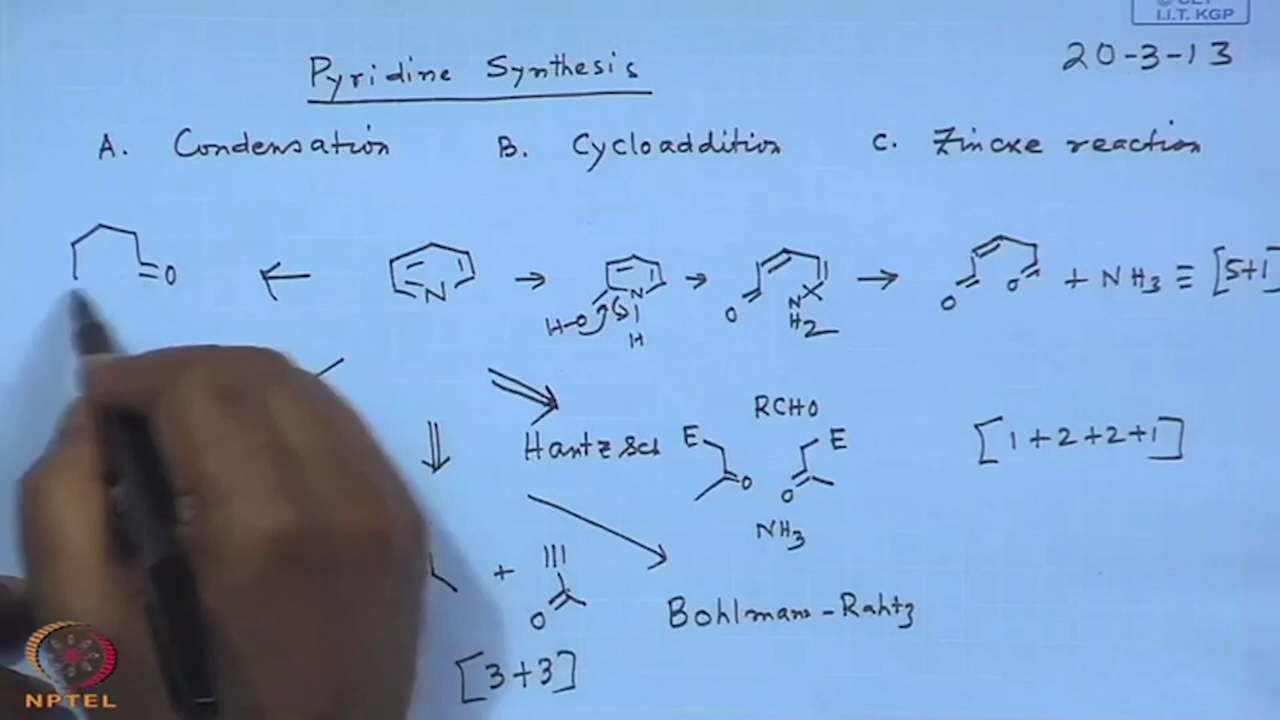 I.I.T. KGP
20-3-13
Pyridine Synthesis
A. Condensation B. Cycloaddition C. Zincke reaction
O N H-O N H O N H2 O O + NH3 ≡ [5+1]
RCHO
Hantzsch E E [1+2+2+1]
O O
NH3
+ O Bohlmann-Rahtz
[3+3]
NPTEL